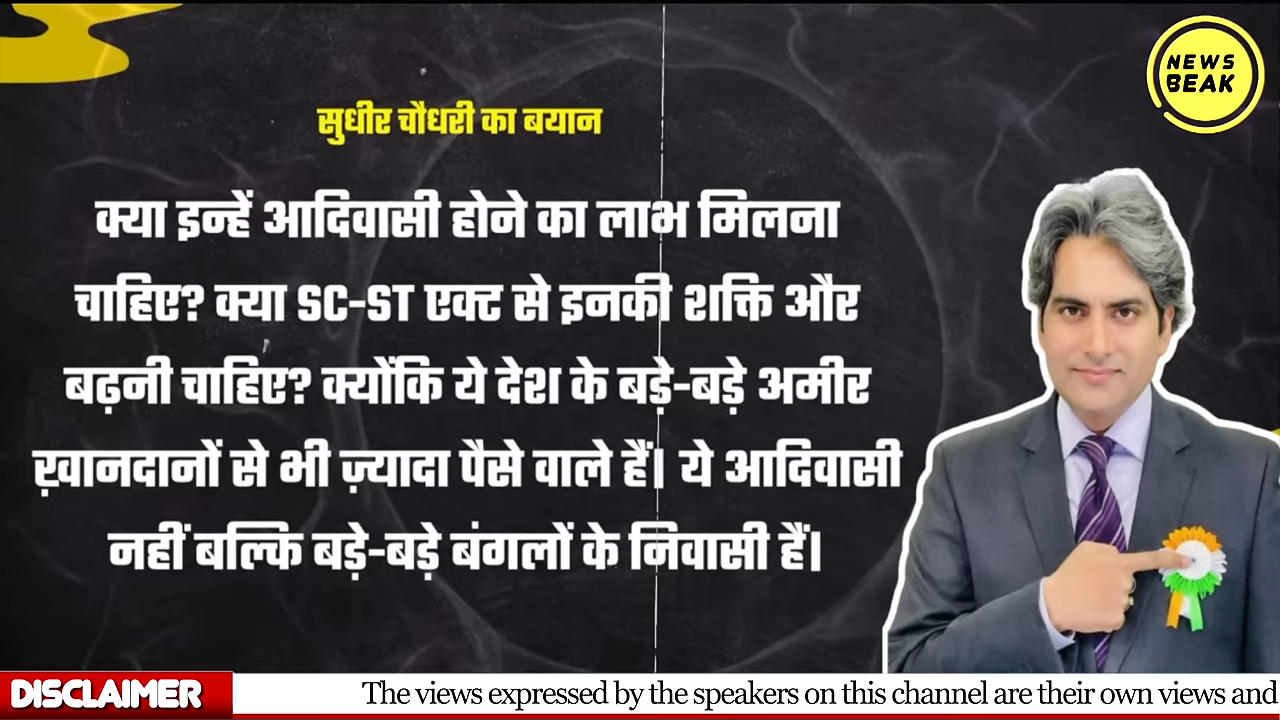 NEWS
BEAK
सुधीर चौधरी का बयान
क्या इन्हें आदिवासी होने का लाभ मिलना
चाहिए? क्या SC-ST एक्ट से इनकी शक्ति और
बढ़नी चाहिए? क्योंकि ये देश के बड़े-बड़े अमीर
ख़ानदानों से भी ज़्यादा पैसे वाले हैं। ये आदिवासी
नहीं बल्कि बड़े-बड़े बंगलों के निवासी हैं।
DISCLAIMER
The views expressed by the speakers on this channel are their own views and